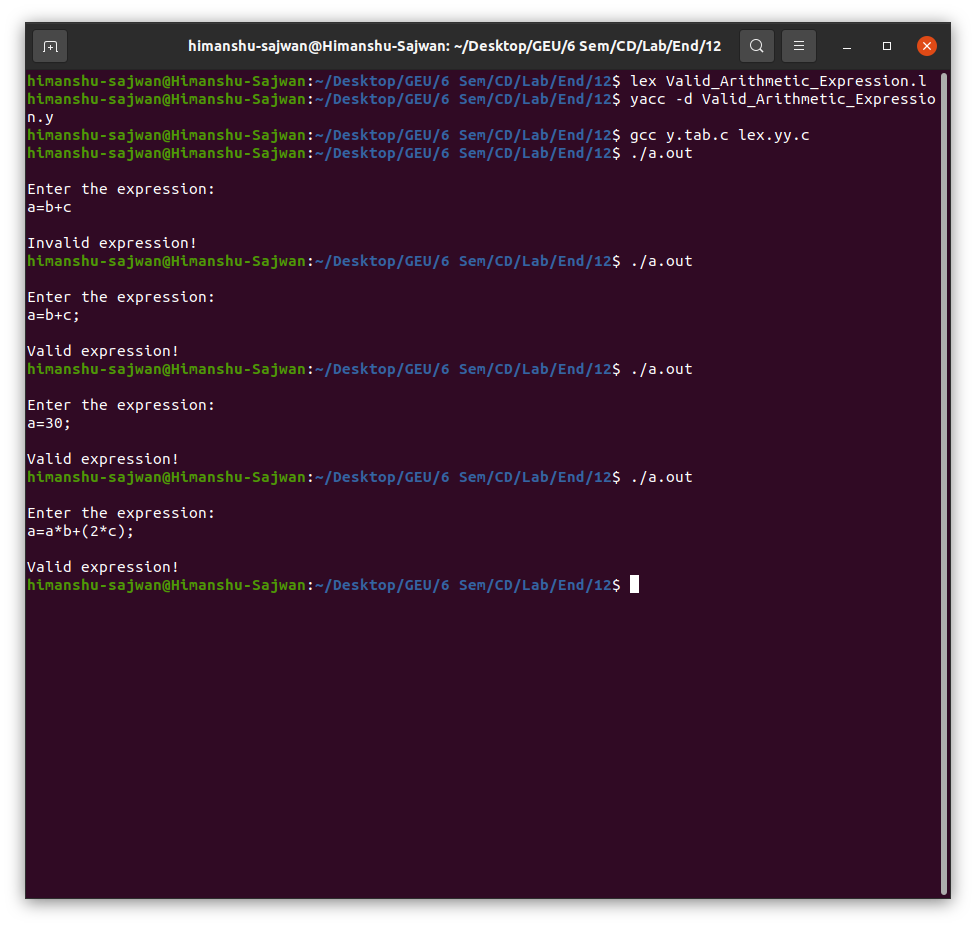 himanshu-sajwan@Himanshu-Sajwan: ~/Desktop/GEU/6 Sem/CD/Lab/End/12
himanshu-sajwan@Himanshu-Sajwan:~/Desktop/GEU/6 Sem/CD/Lab/End/12$ lex Valid_Arithmetic_Expression.l
himanshu-sajwan@Himanshu-Sajwan:~/Desktop/GEU/6 Sem/CD/Lab/End/12$ yacc -d Valid_Arithmetic_Expressio
n.y
himanshu-sajwan@Himanshu-Sajwan:~/Desktop/GEU/6 Sem/CD/Lab/End/12$ gcc y.tab.c lex.yy.c
himanshu-sajwan@Himanshu-Sajwan:~/Desktop/GEU/6 Sem/CD/Lab/End/12$ ./a.out
Enter the expression:
a=b+c
Invalid expression!
himanshu-sajwan@Himanshu-Sajwan:~/Desktop/GEU/6 Sem/CD/Lab/End/12$ ./a.out
Enter the expression:
a=b+c;
Valid expression!
himanshu-sajwan@Himanshu-Sajwan:~/Desktop/GEU/6 Sem/CD/Lab/End/12$ ./a.out
Enter the expression:
a=30;
Valid expression!
himanshu-sajwan@Himanshu-Sajwan:~/Desktop/GEU/6 Sem/CD/Lab/End/12$ ./a.out
Enter the expression:
a=a*b+(2*c);
Valid expression!
himanshu-sajwan@Himanshu-Sajwan:~/Desktop/GEU/6 Sem/CD/Lab/End/12$